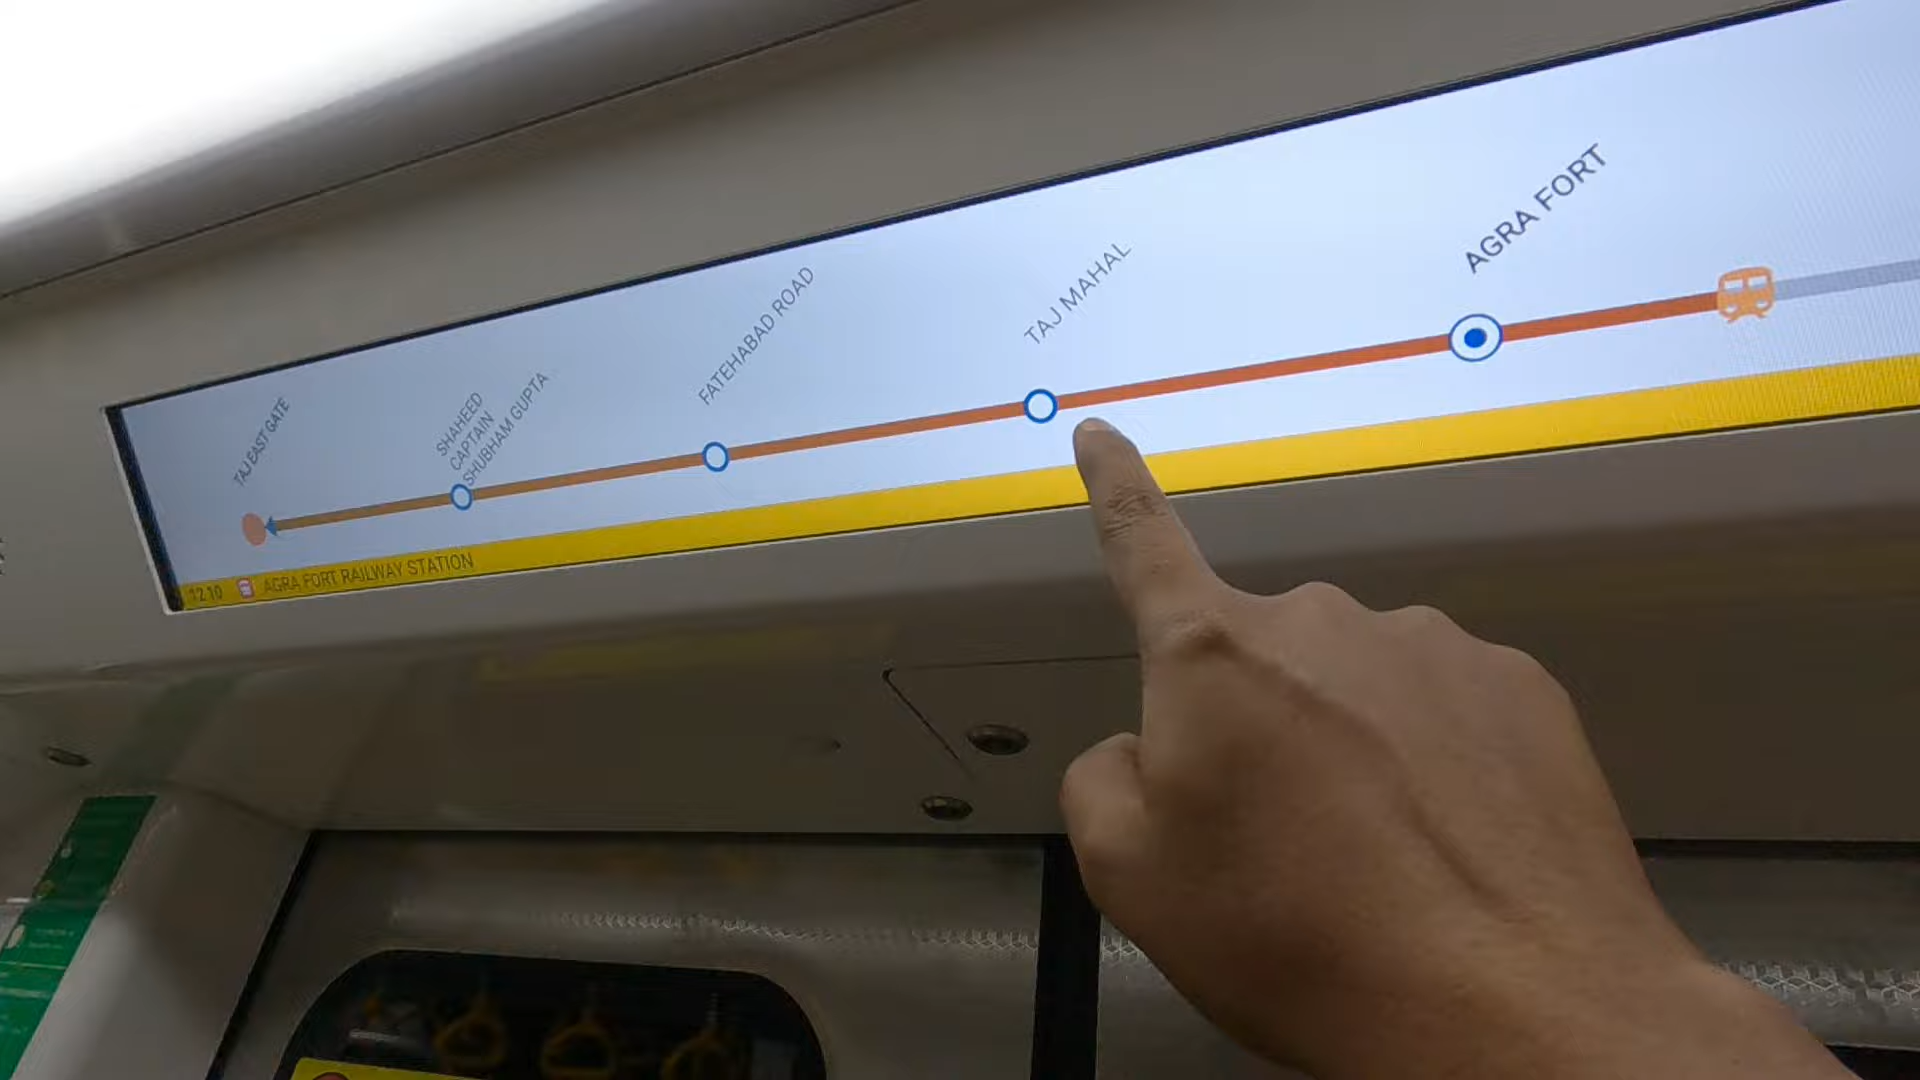 TAJ EAST GATE
SHAHEED
CAPTAIN
SHUBHAM GUPTA
FATEHABAD ROAD
TAJ MAHAL
AGRA FORT
12 10 AGRA FORT RAILWAY STATION